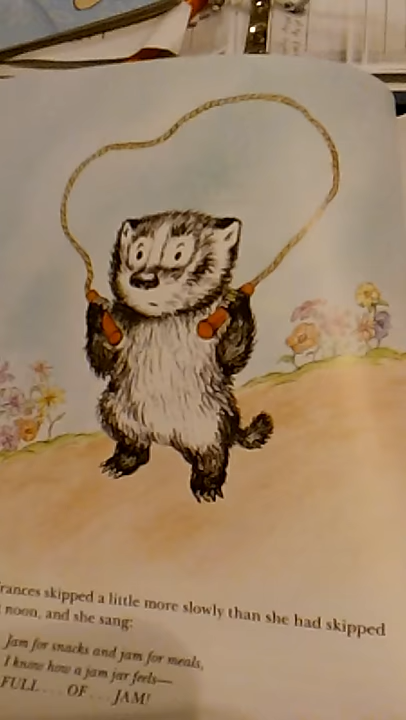 rances skipped a little more slowly than she had skipped
noon, and she sang:
Jam for snacks and jam for meals,
I know how a jam jar feels—
FULL . . . OF . . . JAM!